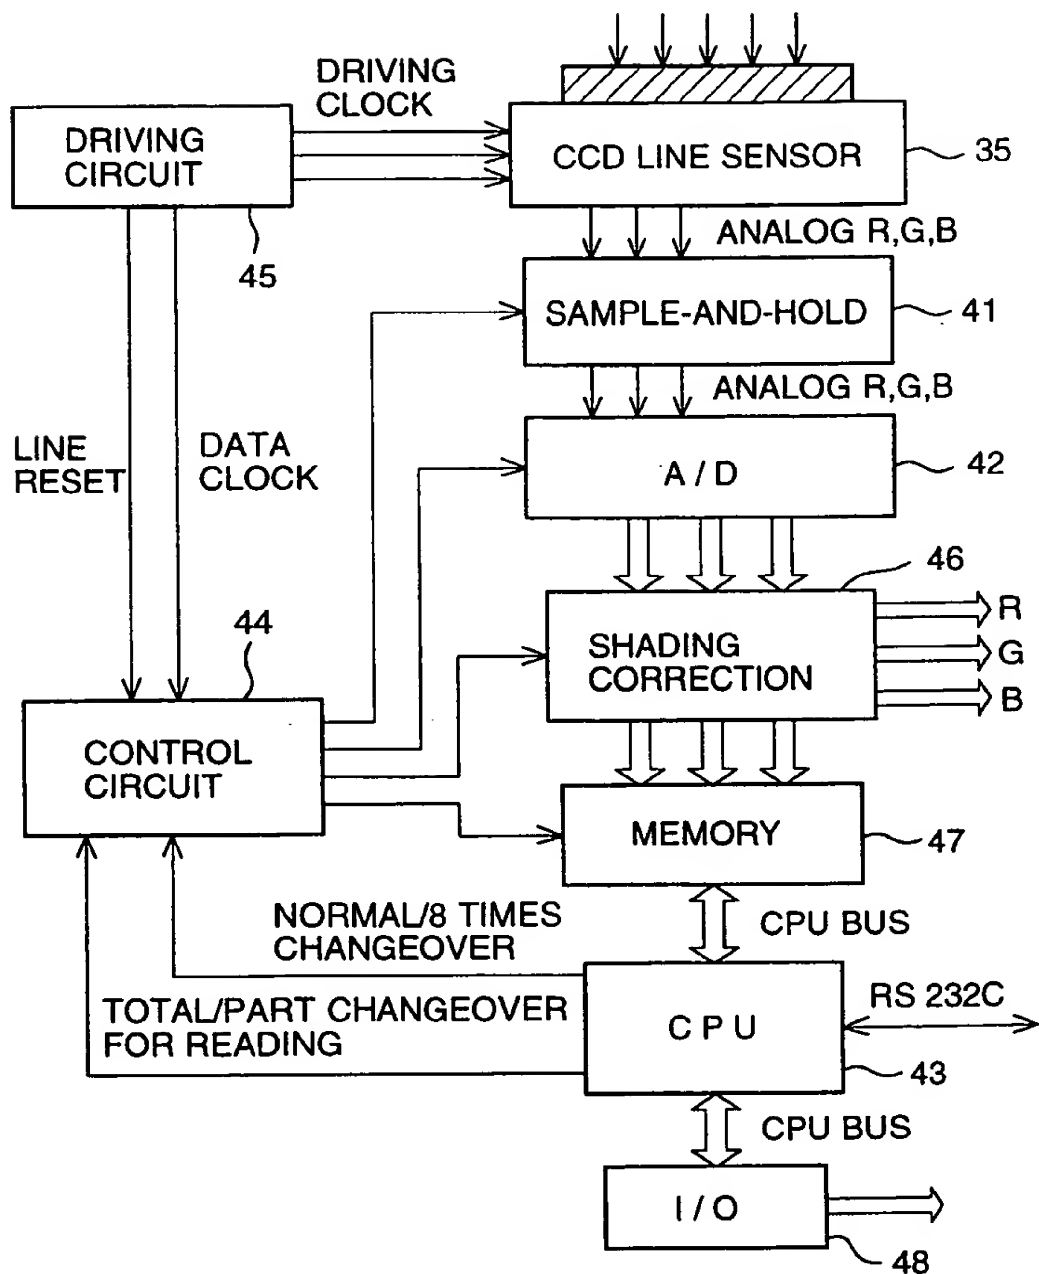 DRIVING
CLOCK
DRIVING
CIRCUIT
CCD LINE SENSOR
35
45
ANALOG R,G,B
SAMPLE-AND-HOLD
41
ANALOG R,G,B
LINE
RESET
DATA
CLOCK
A / D
42
46
R
G
B
SHADING
CORRECTION
44
CONTROL
CIRCUIT
MEMORY
47
NORMAL/8 TIMES
CHANGEOVER
CPU BUS
TOTAL/PART CHANGEOVER
FOR READING
C P U
RS 232C
43
CPU BUS
I / O
48